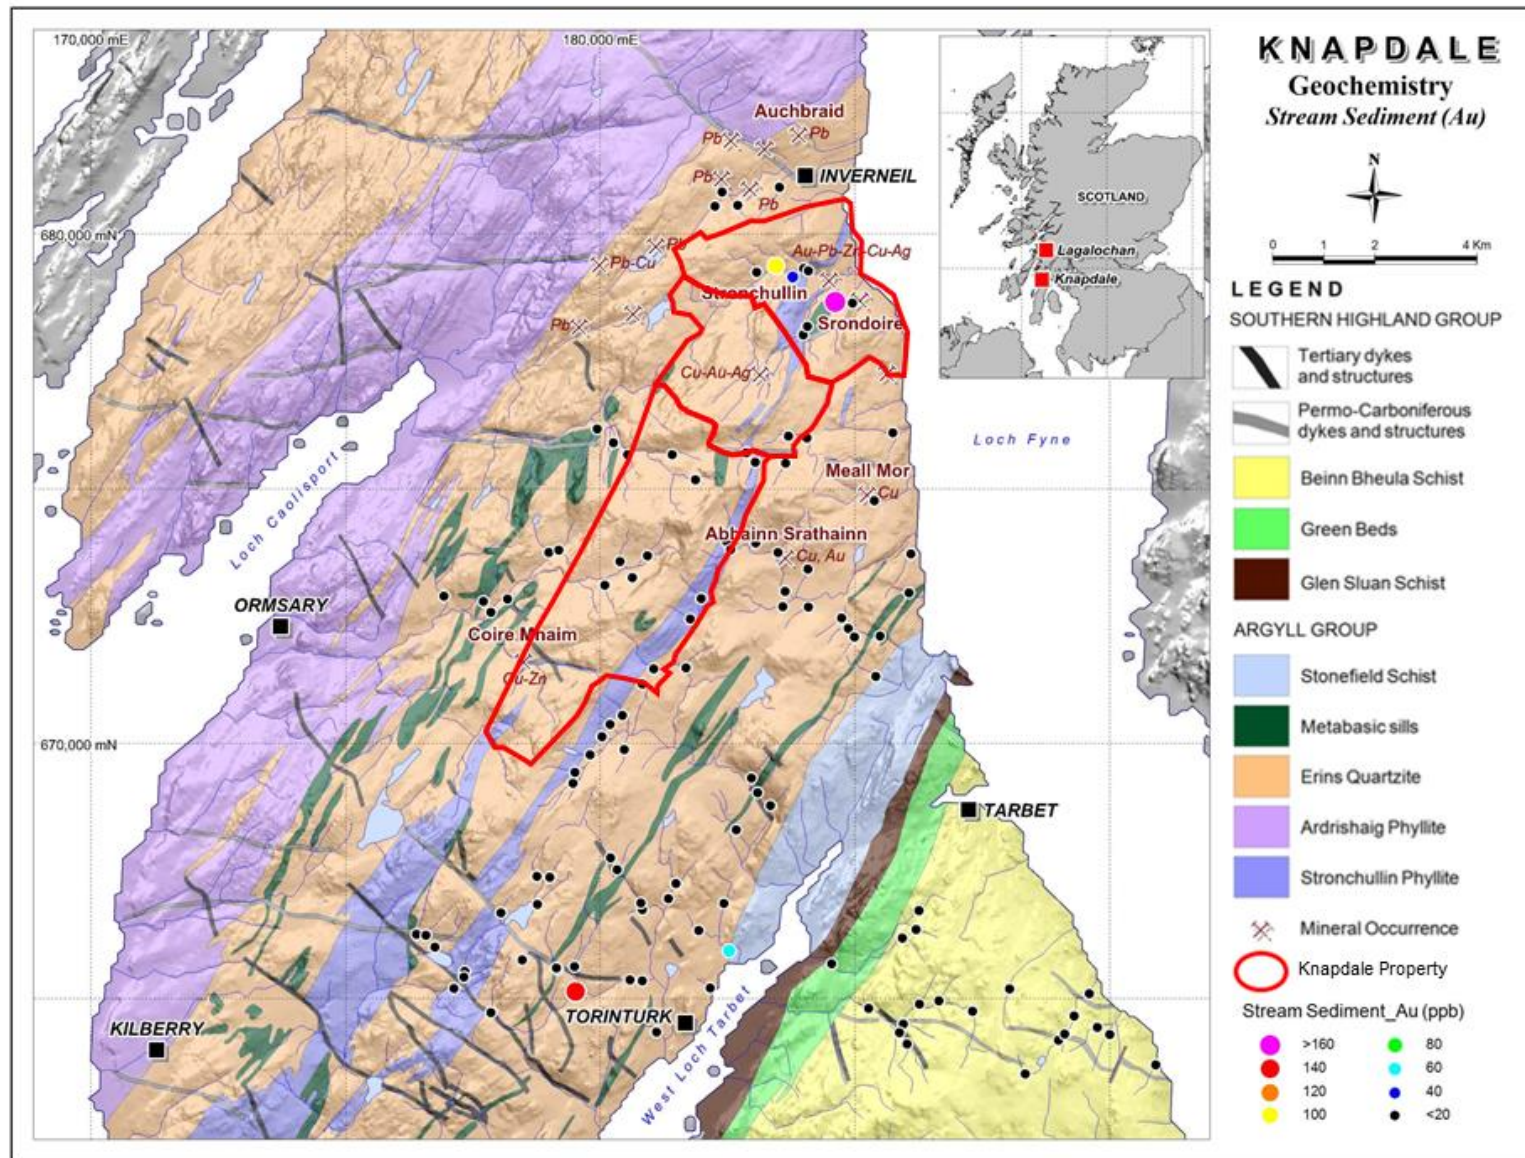 170,000 mE
180,000 mE
Auchbraid
Pb
Pb
INVERNEIL
Pb
Pb
680,000 mN
Pb-Cu
Au-Pb-Zn-Cu-Ag
Stronchullin
Srondoire
Pb
Cu-Au-Ag
Loch Caolisport
Loch Fyne
Meall Mor
Cu
Abhainn Srathainn
Cu, Au
ORMSARY
Coire Mhaim
Cu-Zn
670,000 mN
TARBET
TORINTURK
KILBERRY
West Loch Tarbet
SCOTLAND
Lagalochan
Knapdale
KNAPDALE
Geochemistry
Stream Sediment (Au)
N
0 1 2 4 Km
LEGEND
SOUTHERN HIGHLAND GROUP
Tertiary dykes
and structures
Permo-Carboniferous
dykes and structures
Beinn Bheula Schist
Green Beds
Glen Sluan Schist
ARGYLL GROUP
Stonefield Schist
Metabasic sills
Erins Quartzite
Ardrishaig Phyllite
Stronchullin Phyllite
Mineral Occurrence
Knapdale Property
Stream Sediment_Au (ppb)
>160 80
140 60
120 40
100 <20